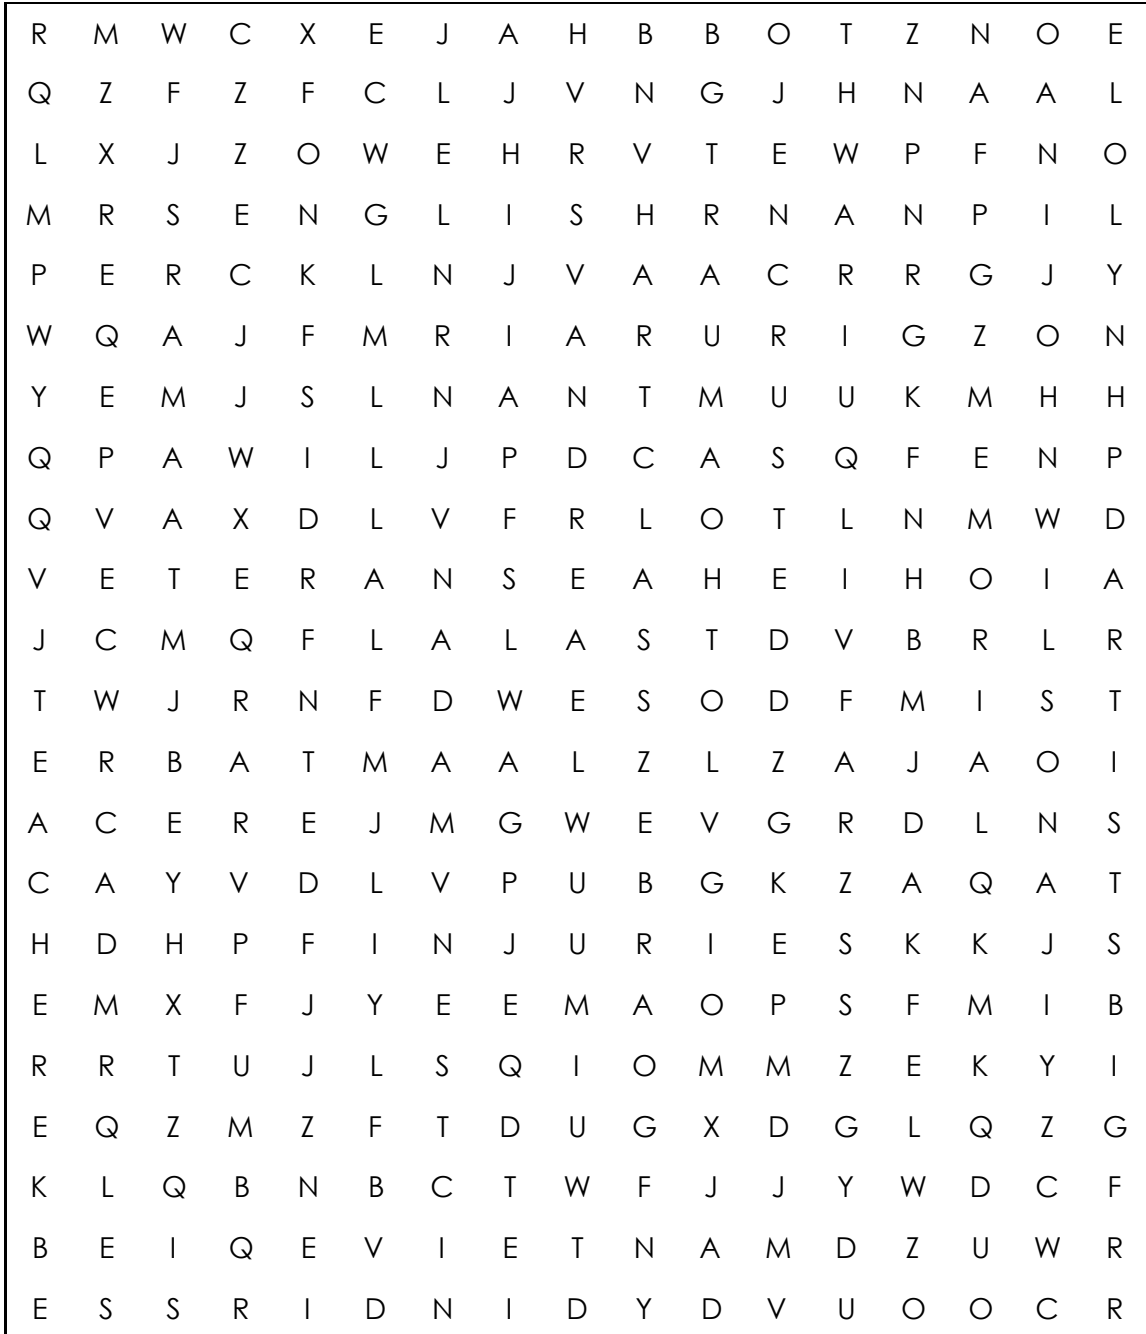 R M W C X E J A H B B O T Z N O E
Q Z F Z F C L J V N G J H N A A L
L X J Z O W E H R V T E W P F N O
M R S E N G L I S H R N A N P I L
P E R C K L N J V A A C R R G J Y
W Q A J F M R I A R U R I G Z O N
Y E M J S L N A N T M U U K M H H
Q P A W I L J P D C A S Q F E N P
Q V A X D L V F R L O T L N M W D
V E T E R A N S E A H E I H O I A
J C M Q F L A L A S T D V B R L R
T W J R N F D W E S O D F M I S T
E R B A T M A A L Z L Z A J A O I
A C E R E J M G W E V G R D L N S
C A Y V D L V P U B G K Z A Q A T
H D H P F I N J U R I E S K K J S
E M X F J Y E E M A O P S F M I B
R R T U J L S Q I O M M Z E K Y I
E Q Z M Z F T D U G X D G L Q Z G
K L Q B N B C T W F J J Y W D C F
B E I Q E V I E T N A M D Z U W R
E S S R I D N I D Y D V U O O C R